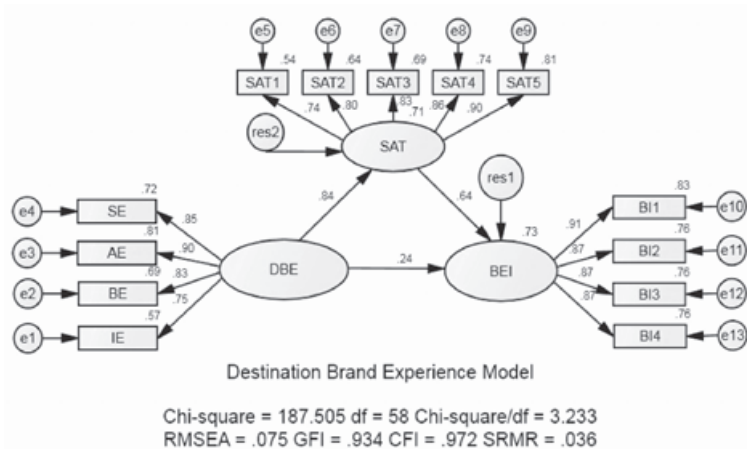 e5 e6 e7 e8 e9
.54 .64 .69 .74 .81
SAT1 SAT2 SAT3 SAT4 SAT5
.74 .80 .83 .71 .86 .90
res2
SAT
res1
.84 .64
.72 .83
e4 SE .85 .73 .91 BI1 e10
.81 .76
e3 AE .90 .87 BI2 e11
DBE .24 BEI
.69 .76
e2 BE .83 .87 BI3 e12
.75 .87
.57 .76
e1 IE BI4 e13
Destination Brand Experience Model
Chi-square = 187.505 df = 58 Chi-square/df = 3.233
RMSEA = .075 GFI = .934 CFI = .972 SRMR = .036